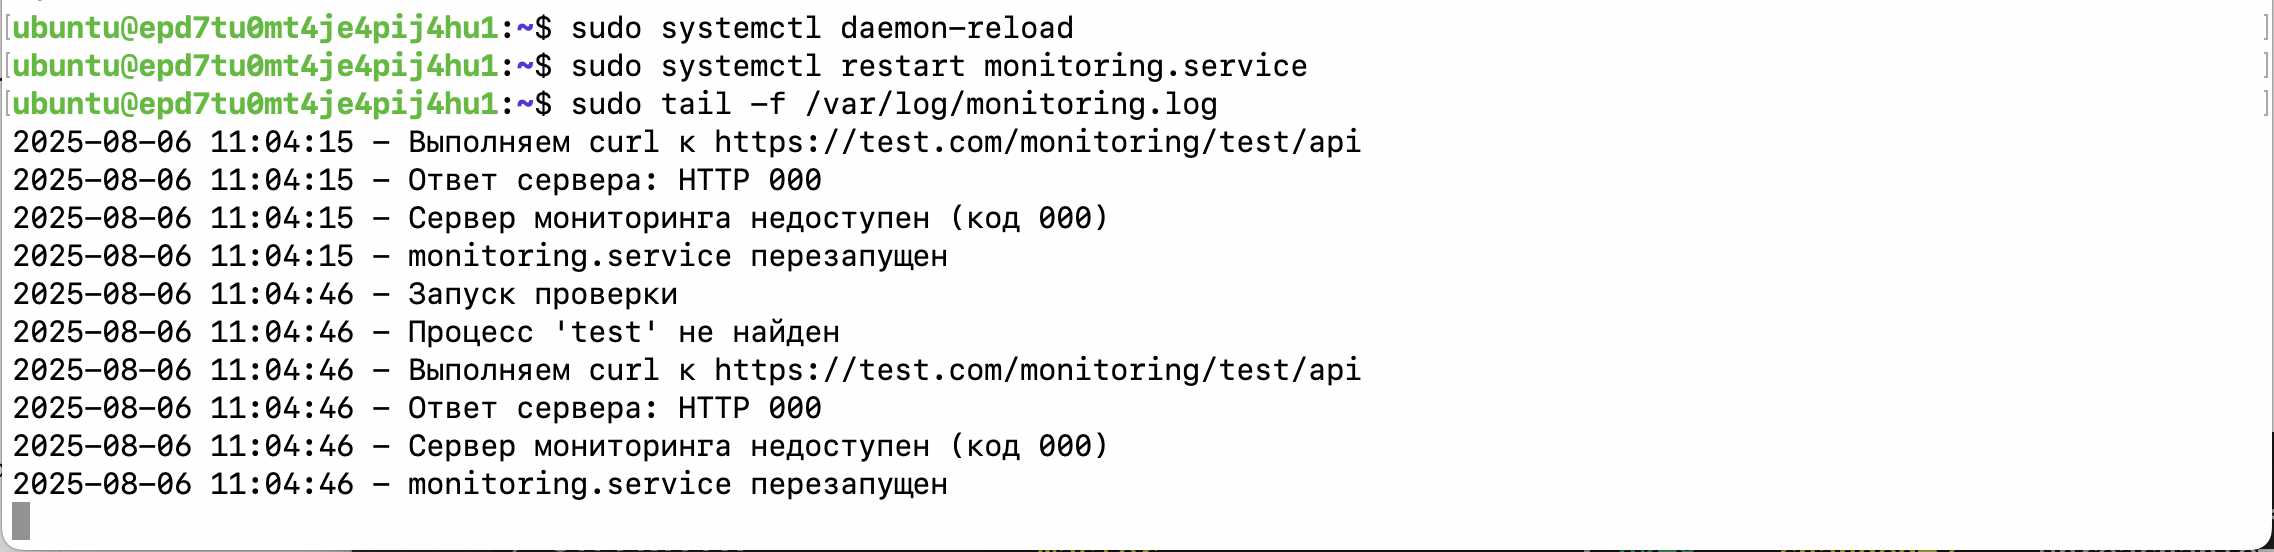 ubuntu@epd7tu0mt4je4pij4hu1:~$ sudo systemctl daemon-reload
ubuntu@epd7tu0mt4je4pij4hu1:~$ sudo systemctl restart monitoring.service
ubuntu@epd7tu0mt4je4pij4hu1:~$ sudo tail -f /var/log/monitoring.log
2025-08-06 11:04:15 - Выполняем curl к https://test.com/monitoring/test/api
2025-08-06 11:04:15 - Ответ сервера: HTTP 000
2025-08-06 11:04:15 - Сервер мониторинга недоступен (код 000)
2025-08-06 11:04:15 - monitoring.service перезапущен
2025-08-06 11:04:46 - Запуск проверки
2025-08-06 11:04:46 - Процесс 'test' не найден
2025-08-06 11:04:46 - Выполняем curl к https://test.com/monitoring/test/api
2025-08-06 11:04:46 - Ответ сервера: HTTP 000
2025-08-06 11:04:46 - Сервер мониторинга недоступен (код 000)
2025-08-06 11:04:46 - monitoring.service перезапущен